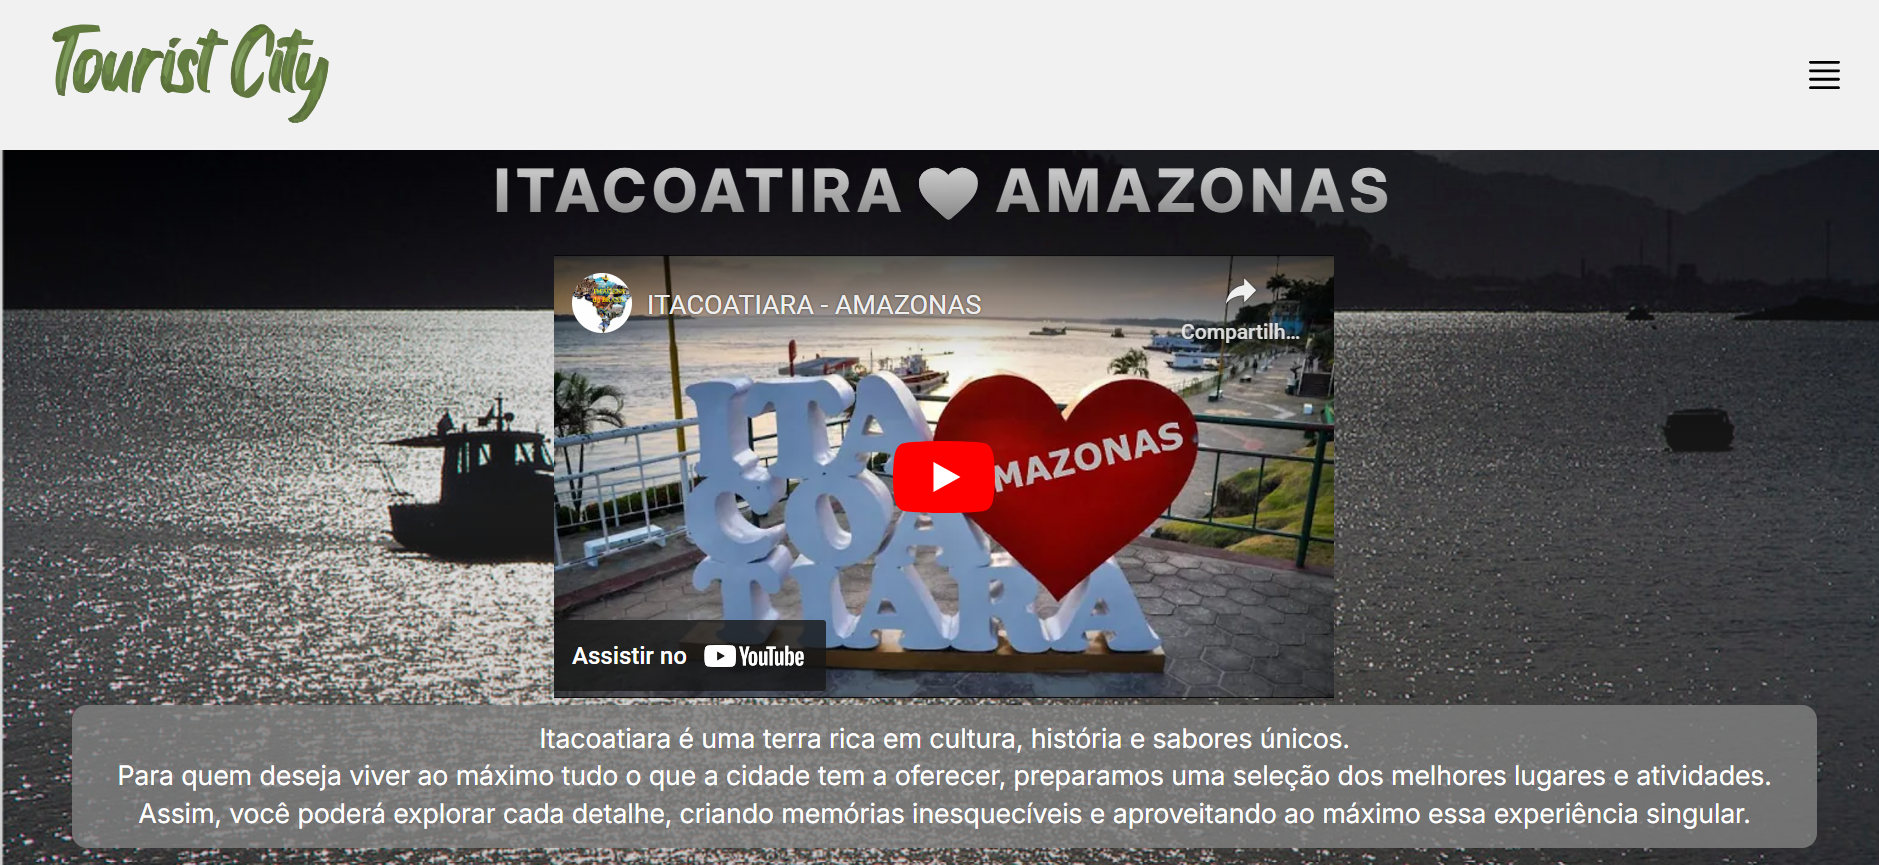 Tourist City
ITACOATIRA AMAZONAS
ITACOATIARA - AMAZONAS
Compartilh...
ITA
COA
TIARA
MAZONAS
Assistir no YouTube
Itacoatiara é uma terra rica em cultura, história e sabores únicos.
Para quem deseja viver ao máximo tudo o que a cidade tem a oferecer, preparamos uma seleção dos melhores lugares e atividades.
Assim, você poderá explorar cada detalhe, criando memórias inesquecíveis e aproveitando ao máximo essa experiência singular.